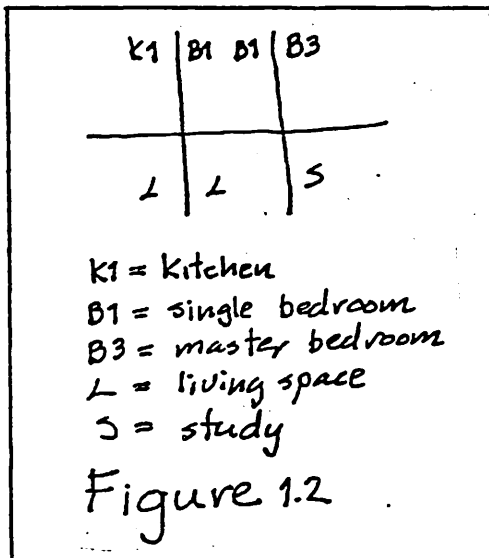 K1 B1 B1 B3
L L S
K1 = Kitchen
B1 = single bedroom
B3 = master bedroom
L = living space
S = study
Figure 1.2